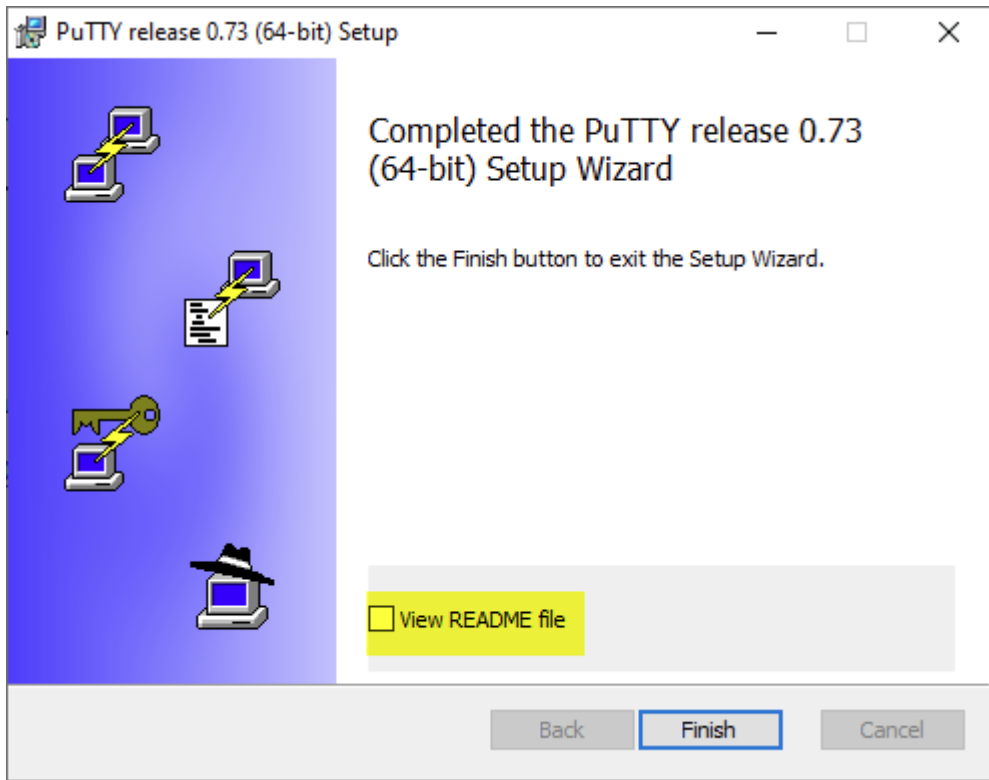 PuTTY release 0.73 (64-bit) Setup
Completed the PuTTY release 0.73
(64-bit) Setup Wizard
Click the Finish button to exit the Setup Wizard.
View README file
Back
Finish
Cancel